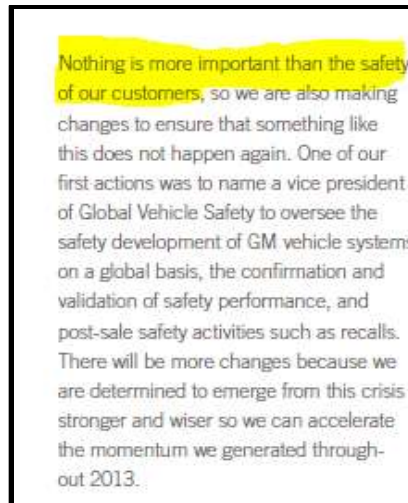 Nothing is more important than the safety
of our customers, so we are also making
changes to ensure that something like
this does not happen again. One of our
first actions was to name a vice president
of Global Vehicle Safety to oversee the
safety development of GM vehicle systems
on a global basis, the confirmation and
validation of safety performance, and
post-sale safety activities such as recalls.
There will be more changes because we
are determined to emerge from this crisis
stronger and wiser so we can accelerate
the momentum we generated through-
out 2013.